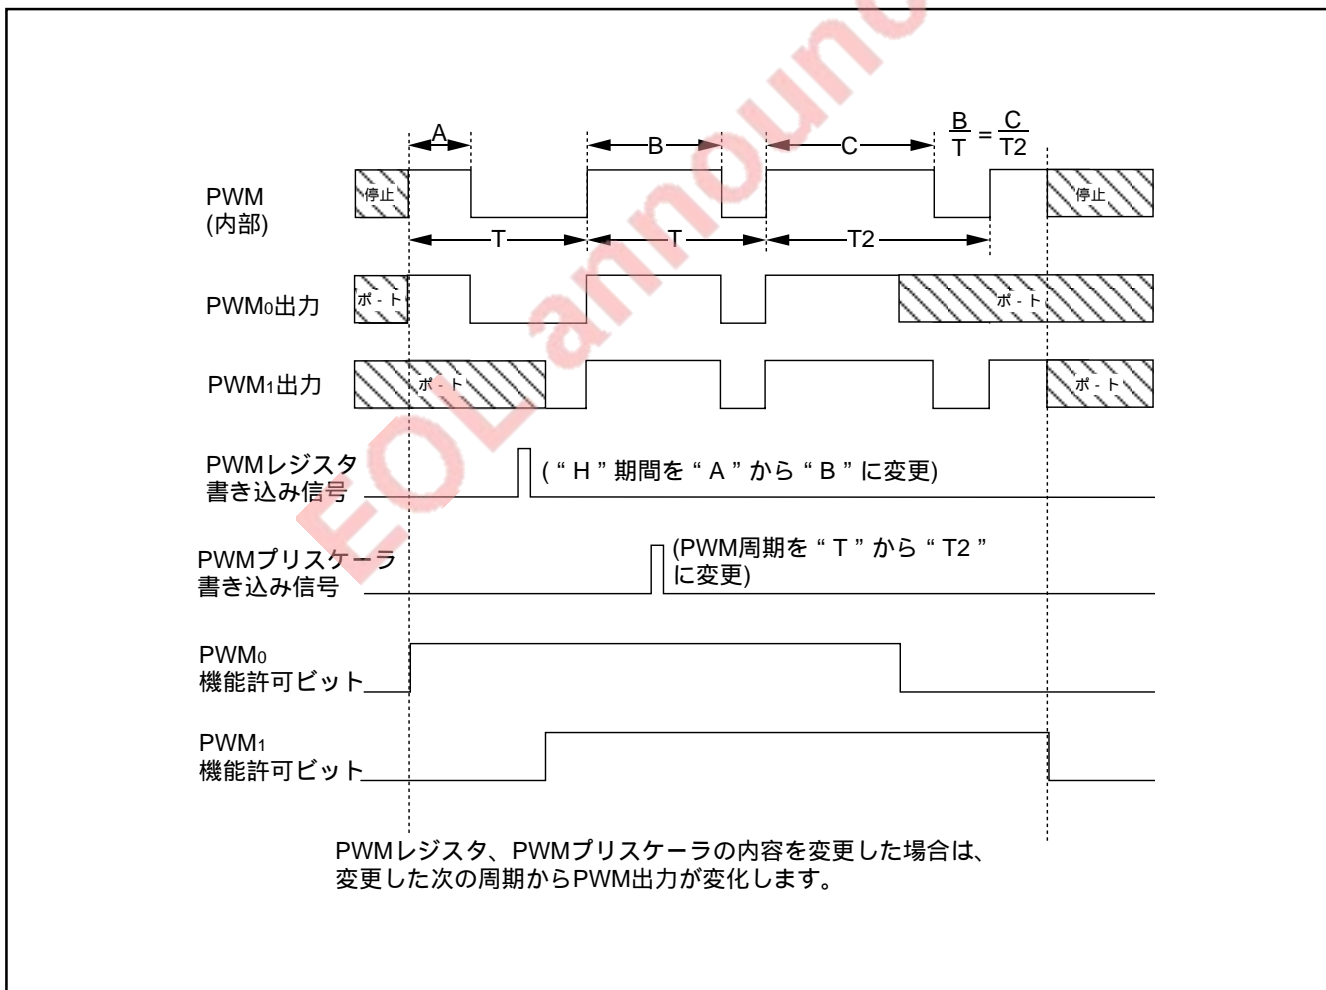 EOL announc
A
B
C
B
T
=
C
T2
PWM
(内部)
停止
停止
T
T
T2
PWM0出力
ポ - ト
ポ - ト
PWM1出力
ポ - ト
ポ - ト
PWMレジスタ
書き込み信号
( “ H ” 期間を “ A ” から “ B ” に変更)
PWMプリスケーラ
書き込み信号
(PWM周期を “ T ” から “ T2 ”
に変更)
PWM0
機能許可ビット
PWM1
機能許可ビット
PWMレジスタ、PWMプリスケーラの内容を変更した場合は、
変更した次の周期からPWM出力が変化します。